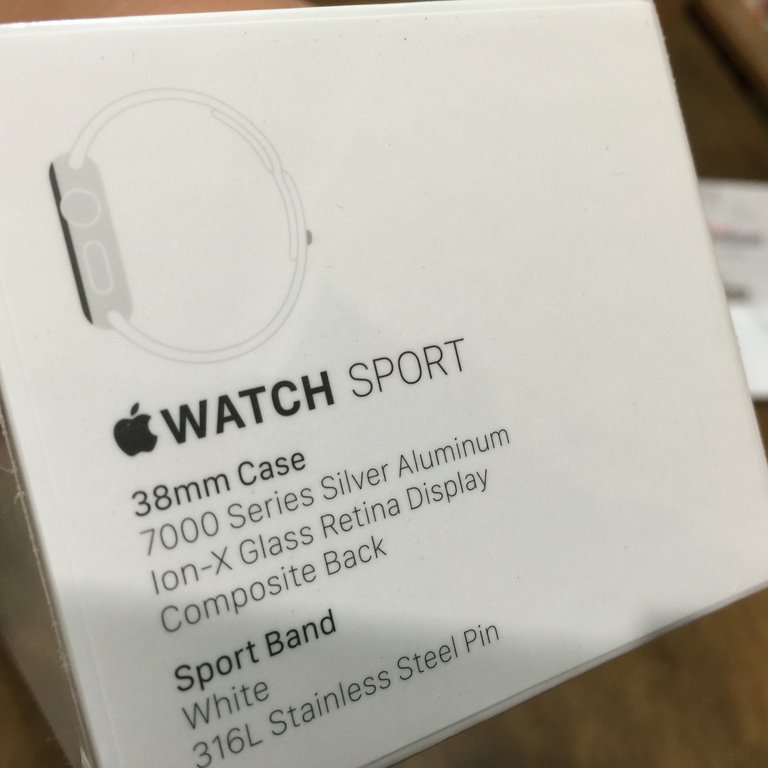 WATCH SPORT
38mm Case
7000 Series Silver Aluminum
Ion-X Glass Retina Display
Composite Back
Sport Band
White
316L Stainless Steel Pin